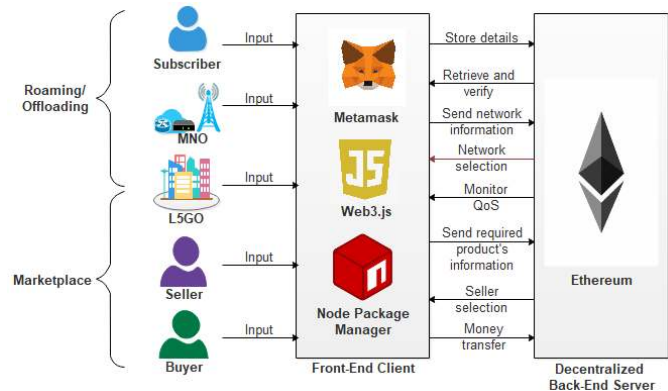 Roaming/
Offloading
Marketplace
Subscriber
MNO
L5GO
Seller
Buyer
Input
Input
Input
Input
Input
Metamask
JS
Web3.js
n
Node Package
Manager
Front-End Client
Store details
Retrieve and
verify
Send network
information
Network
selection
Monitor
QoS
Send required
product's
information
Seller
selection
Money
transfer
Ethereum
Decentralized
Back-End Server